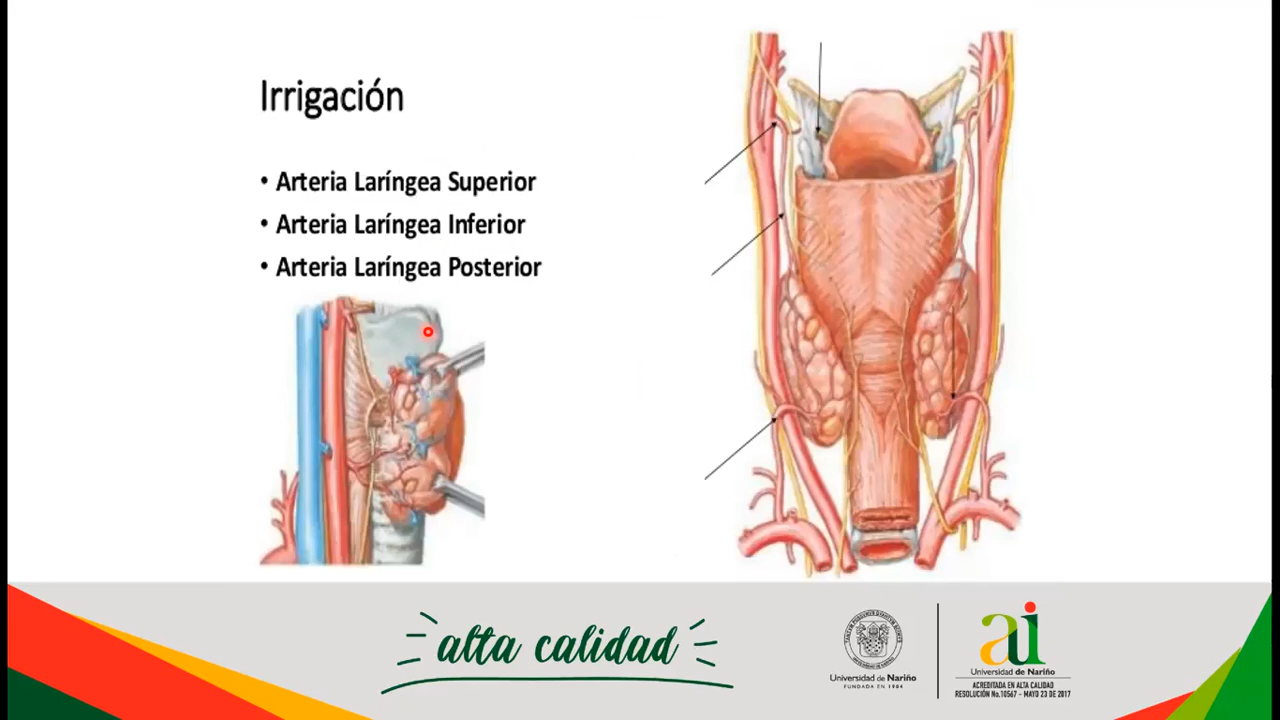 Irrigación
• Arteria Laríngea Superior
• Arteria Laríngea Inferior
• Arteria Laríngea Posterior
alta calidad
Universidad de Nariño
FUNDADA EN 1904
ai
Universidad de Nariño
ACREDITADA EN ALTA CALIDAD
RESOLUCIÓN No.10567 - MAYO 23 DE 2017